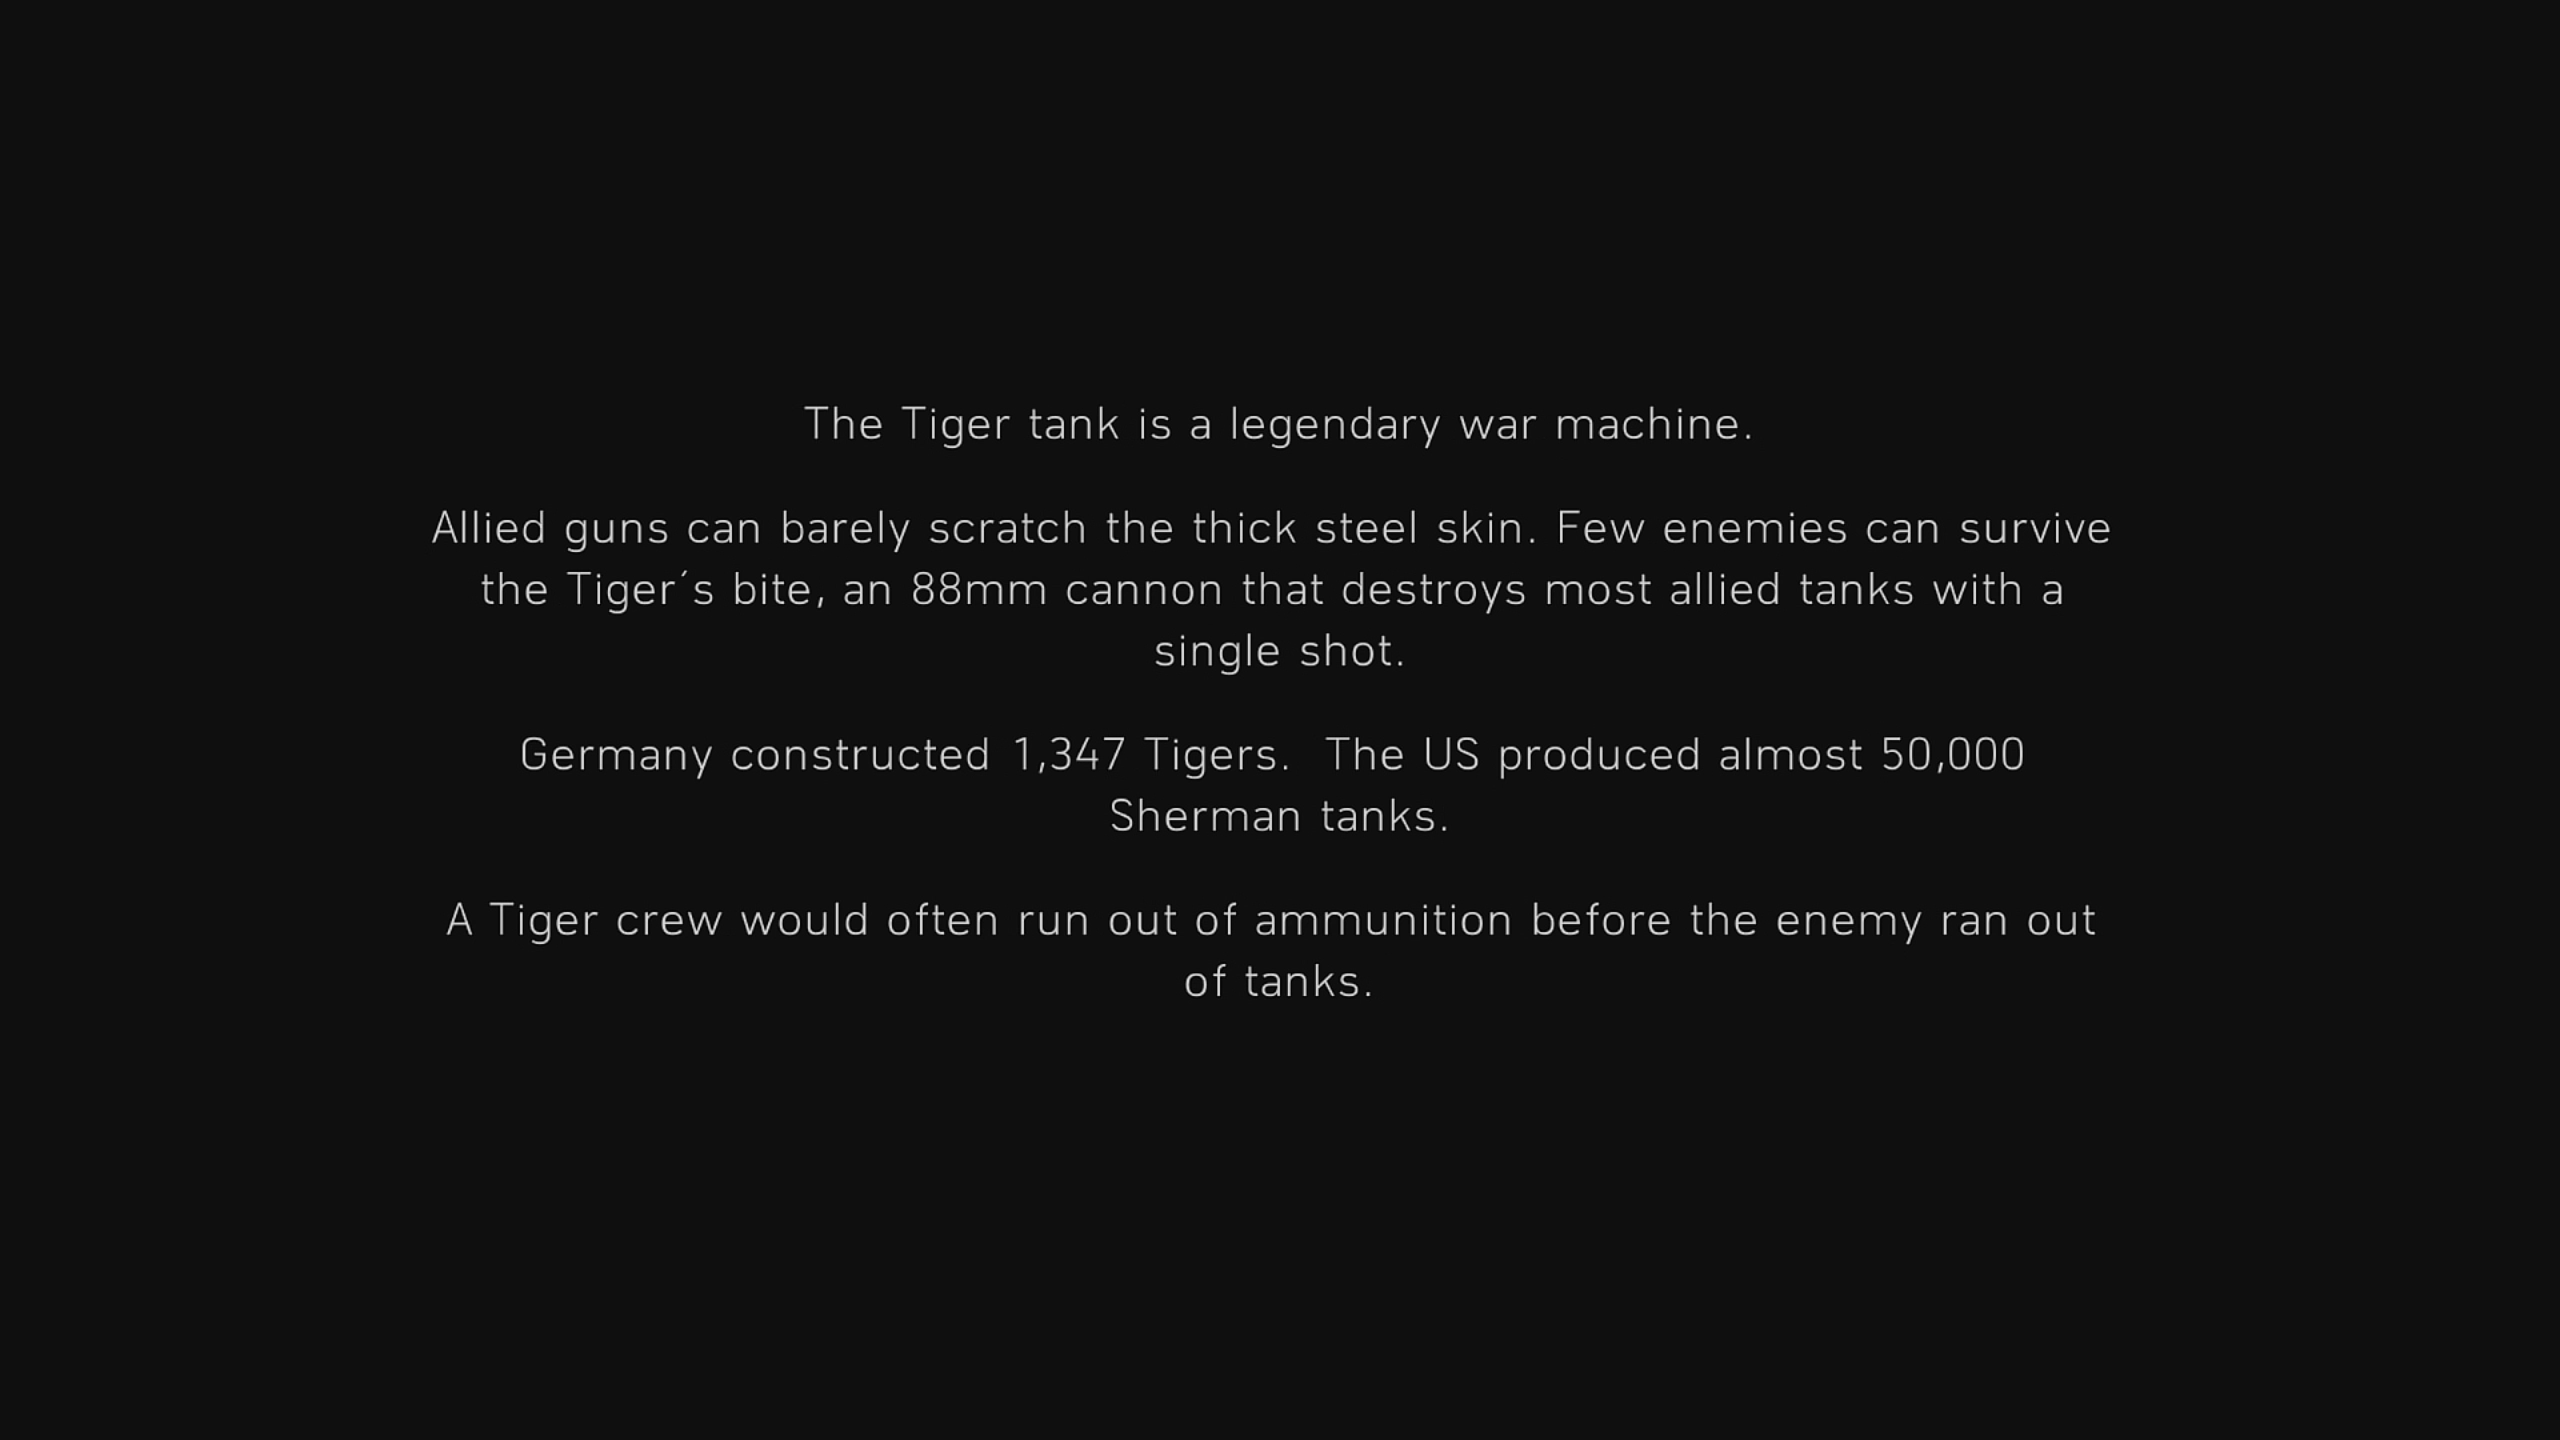 The Tiger tank is a legendary war machine.
Allied guns can barely scratch the thick steel skin. Few enemies can survive
the Tiger´s bite, an 88mm cannon that destroys most allied tanks with a
single shot.
Germany constructed 1,347 Tigers.  The US produced almost 50,000
Sherman tanks.
A Tiger crew would often run out of ammunition before the enemy ran out
of tanks.